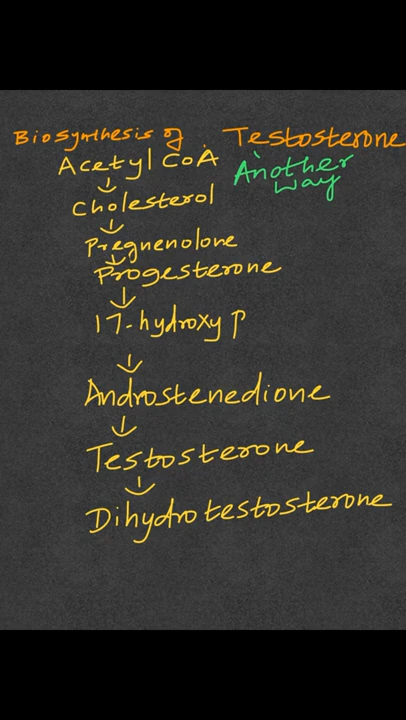 Biosynthesis of Testosterone
Another
way
Acetyl CoA
↓
Cholesterol
↓
Pregnenolone
↓
Progesterone
↓
17-hydroxy P
↓
Androstenedione
↓
Testosterone
↓
Dihydrotestosterone